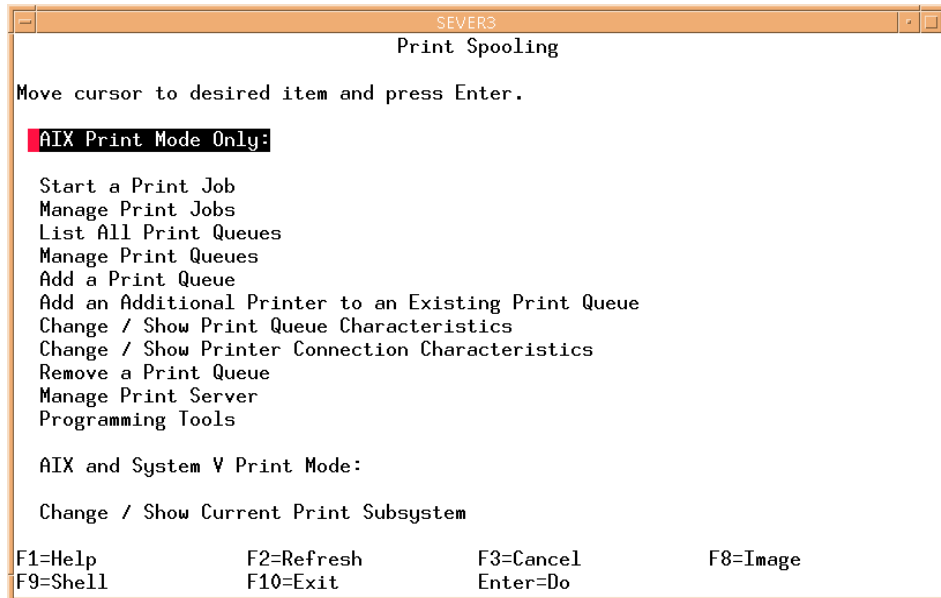 SEVER3
Print Spooling
Move cursor to desired item and press Enter.
AIX Print Mode Only:
Start a Print Job
Manage Print Jobs
List All Print Queues
Manage Print Queues
Add a Print Queue
Add an Additional Printer to an Existing Print Queue
Change / Show Print Queue Characteristics
Change / Show Printer Connection Characteristics
Remove a Print Queue
Manage Print Server
Programming Tools
AIX and System V Print Mode:
Change / Show Current Print Subsystem
F1=Help F2=Refresh F3=Cancel F8=Image
F9=Shell F10=Exit Enter=Do